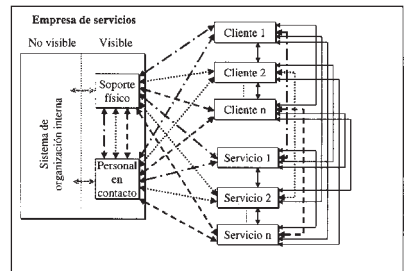 Empresa de servicios
No visible
Visible
Sistema de
organización interna
Soporte
físico
Personal
en
contacto
Cliente 1
Cliente 2
Cliente n
Servicio 1
Servicio 2
Servicio n